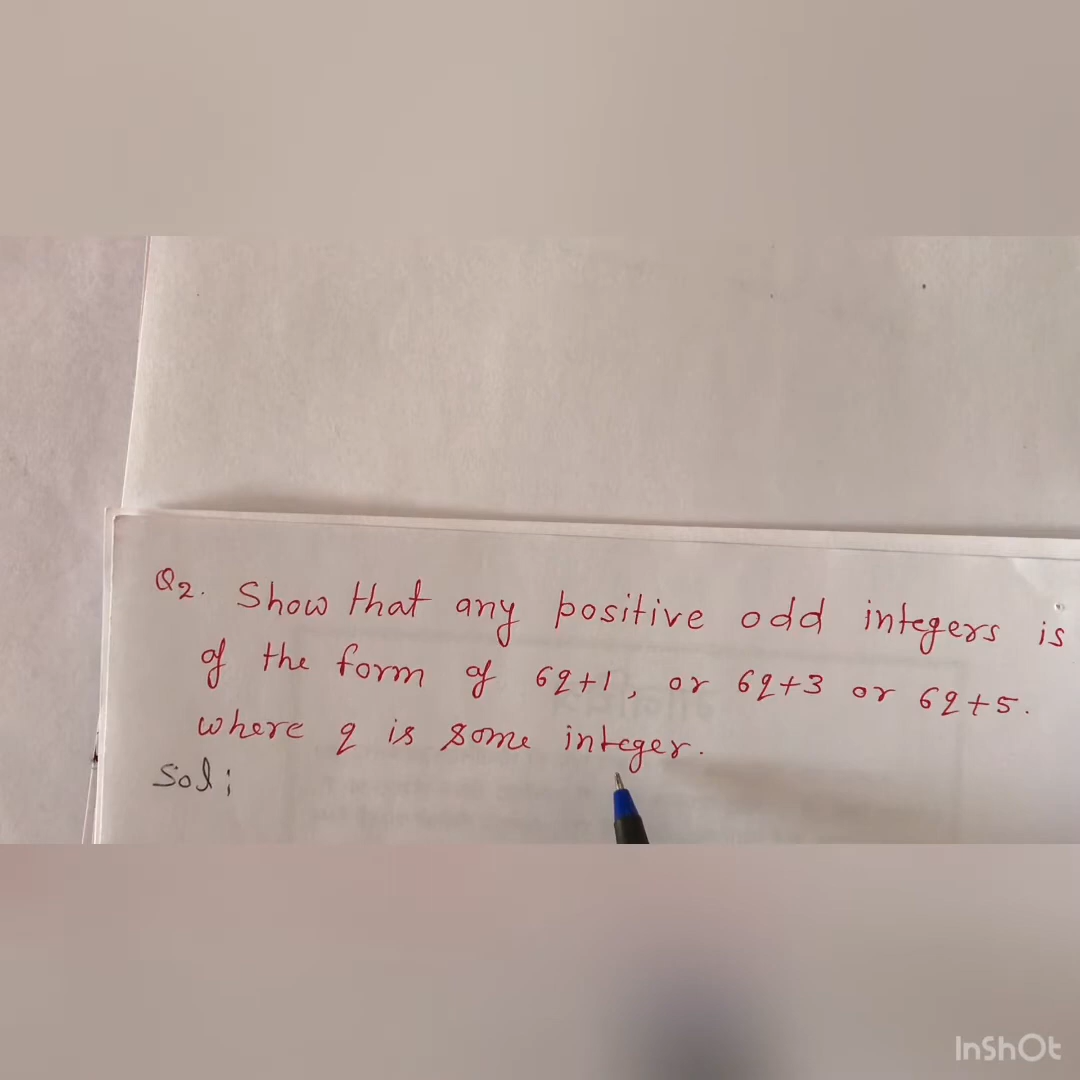 Q2. Show that any positive odd integers is
of the form of 6q+1, or 6q+3 or 6q+5.
where q is some integer.
Sol:
InShOt